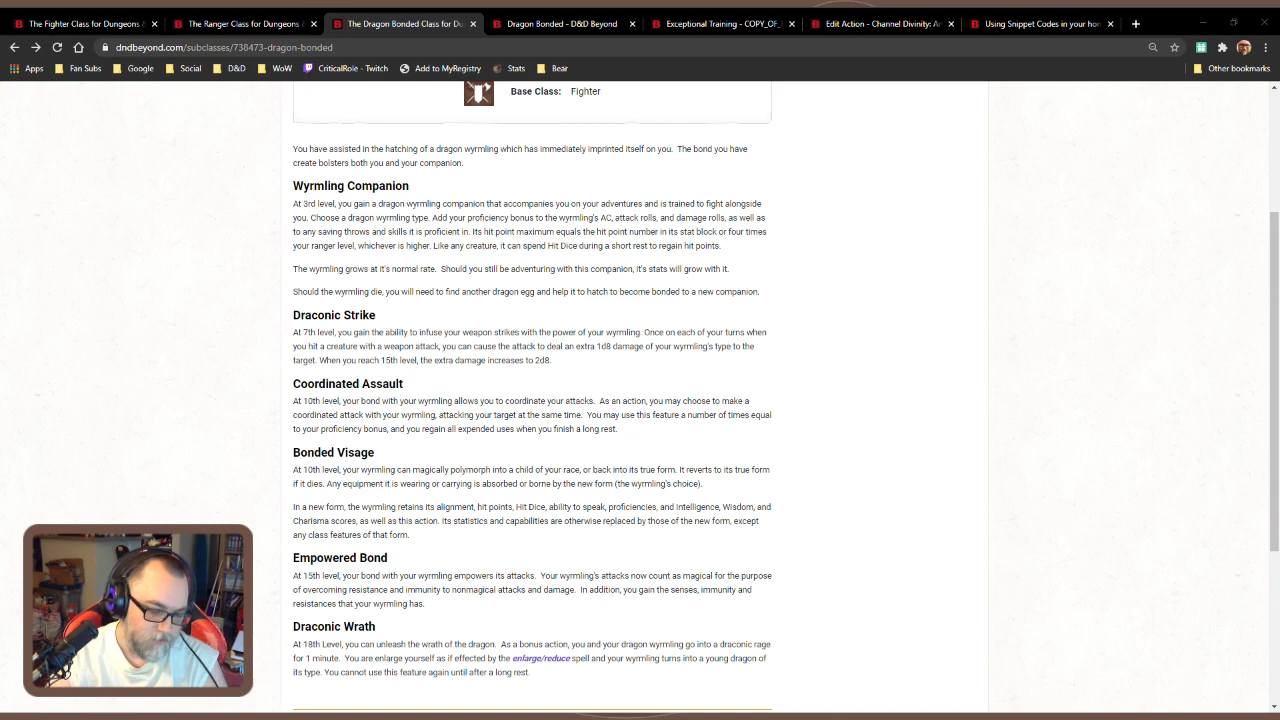 The Fighter Class for Dungeons &
The Ranger Class for Dungeons &
The Dragon Bonded Class for Du
Dragon Bonded - D&D Beyond
Exceptional Training - COPY_OF_
Edit Action - Channel Divinity: A
Using Snippet Codes in your ho
dndbeyond.com/subclasses/738473-dragon-bonded
Apps
Fan Subs
Google
Social
D&D
WoW
CriticalRole - Twitch
Add to MyRegistry
Stats
Bear
Other bookmarks
Base Class: Fighter
You have assisted in the hatching of a dragon wyrmling which has immediately imprinted itself on you. The bond you have
create bolsters both you and your companion.
Wyrmling Companion
At 3rd level, you gain a dragon wyrmling companion that accompanies you on your adventures and is trained to fight alongside
you. Choose a dragon wyrmling type. Add your proficiency bonus to the wyrmling's AC, attack rolls, and damage rolls, as well as
to any saving throws and skills it is proficient in. Its hit point maximum equals the hit point number in its stat block or four times
your ranger level, whichever is higher. Like any creature, it can spend Hit Dice during a short rest to regain hit points.
The wyrmling grows at it's normal rate. Should you still be adventuring with this companion, it's stats will grow with it.
Should the wyrmling die, you will need to find another dragon egg and help it to hatch to become bonded to a new companion.
Draconic Strike
At 7th level, you gain the ability to infuse your weapon strikes with the power of your wyrmling. Once on each of your turns when
you hit a creature with a weapon attack, you can cause the attack to deal an extra 1d8 damage of your wyrmling's type to the
target. When you reach 15th level, the extra damage increases to 2d8.
Coordinated Assault
At 10th level, your bond with your wyrmling allows you to coordinate your attacks. As an action, you may choose to make a
coordinated attack with your wyrmling, attacking your target at the same time. You may use this feature a number of times equal
to your proficiency bonus, and you regain all expended uses when you finish a long rest.
Bonded Visage
At 10th level, your wyrmling can magically polymorph into a child of your race, or back into its true form. It reverts to its true form
if it dies. Any equipment it is wearing or carrying is absorbed or borne by the new form (the wyrmling's choice).
In a new form, the wyrmling retains its alignment, hit points, Hit Dice, ability to speak, proficiencies, and Intelligence, Wisdom, and
Charisma scores, as well as this action. Its statistics and capabilities are otherwise replaced by those of the new form, except
any class features of that form.
Empowered Bond
At 15th level, your bond with your wyrmling empowers its attacks. Your wyrmling's attacks now count as magical for the purpose
of overcoming resistance and immunity to nonmagical attacks and damage. In addition, you gain the senses, immunity and
resistances that your wyrmling has.
Draconic Wrath
At 18th Level, you can unleash the wrath of the dragon. As a bonus action, you and your dragon wyrmling go into a draconic rage
for 1 minute. You are enlarge yourself as if effected by the enlarge/reduce spell and your wyrmling turns into a young dragon of
its type. You cannot use this feature again until after a long rest.